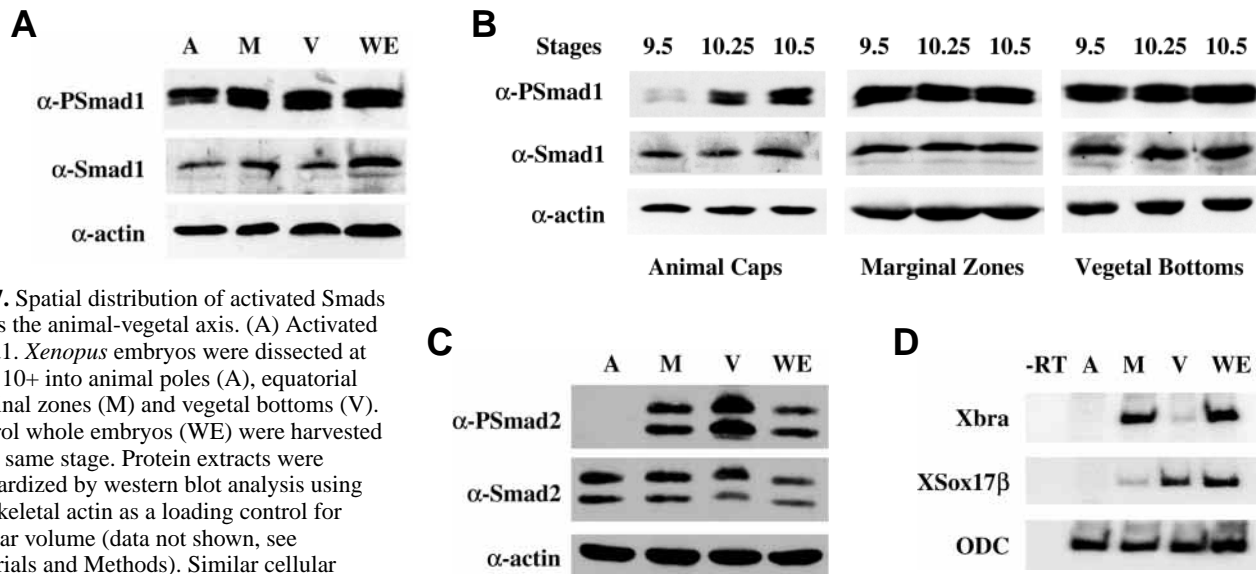 A
A M V WE
α-PSmad1
α-Smad1
α-actin
B
Stages 9.5 10.25 10.5 9.5 10.25 10.5 9.5 10.25 10.5
α-PSmad1
α-Smad1
α-actin
Animal Caps Marginal Zones Vegetal Bottoms
. Spatial distribution of activated Smads
s the animal-vegetal axis. (A) Activated
1. Xenopus embryos were dissected at
10+ into animal poles (A), equatorial
inal zones (M) and vegetal bottoms (V).
rol whole embryos (WE) were harvested
same stage. Protein extracts were
ardized by western blot analysis using
keletal actin as a loading control for
ar volume (data not shown, see
rials and Methods). Similar cellular
C
A M V WE
α-PSmad2
α-Smad2
α-actin
D
-RT A M V WE
Xbra
XSox17β
ODC